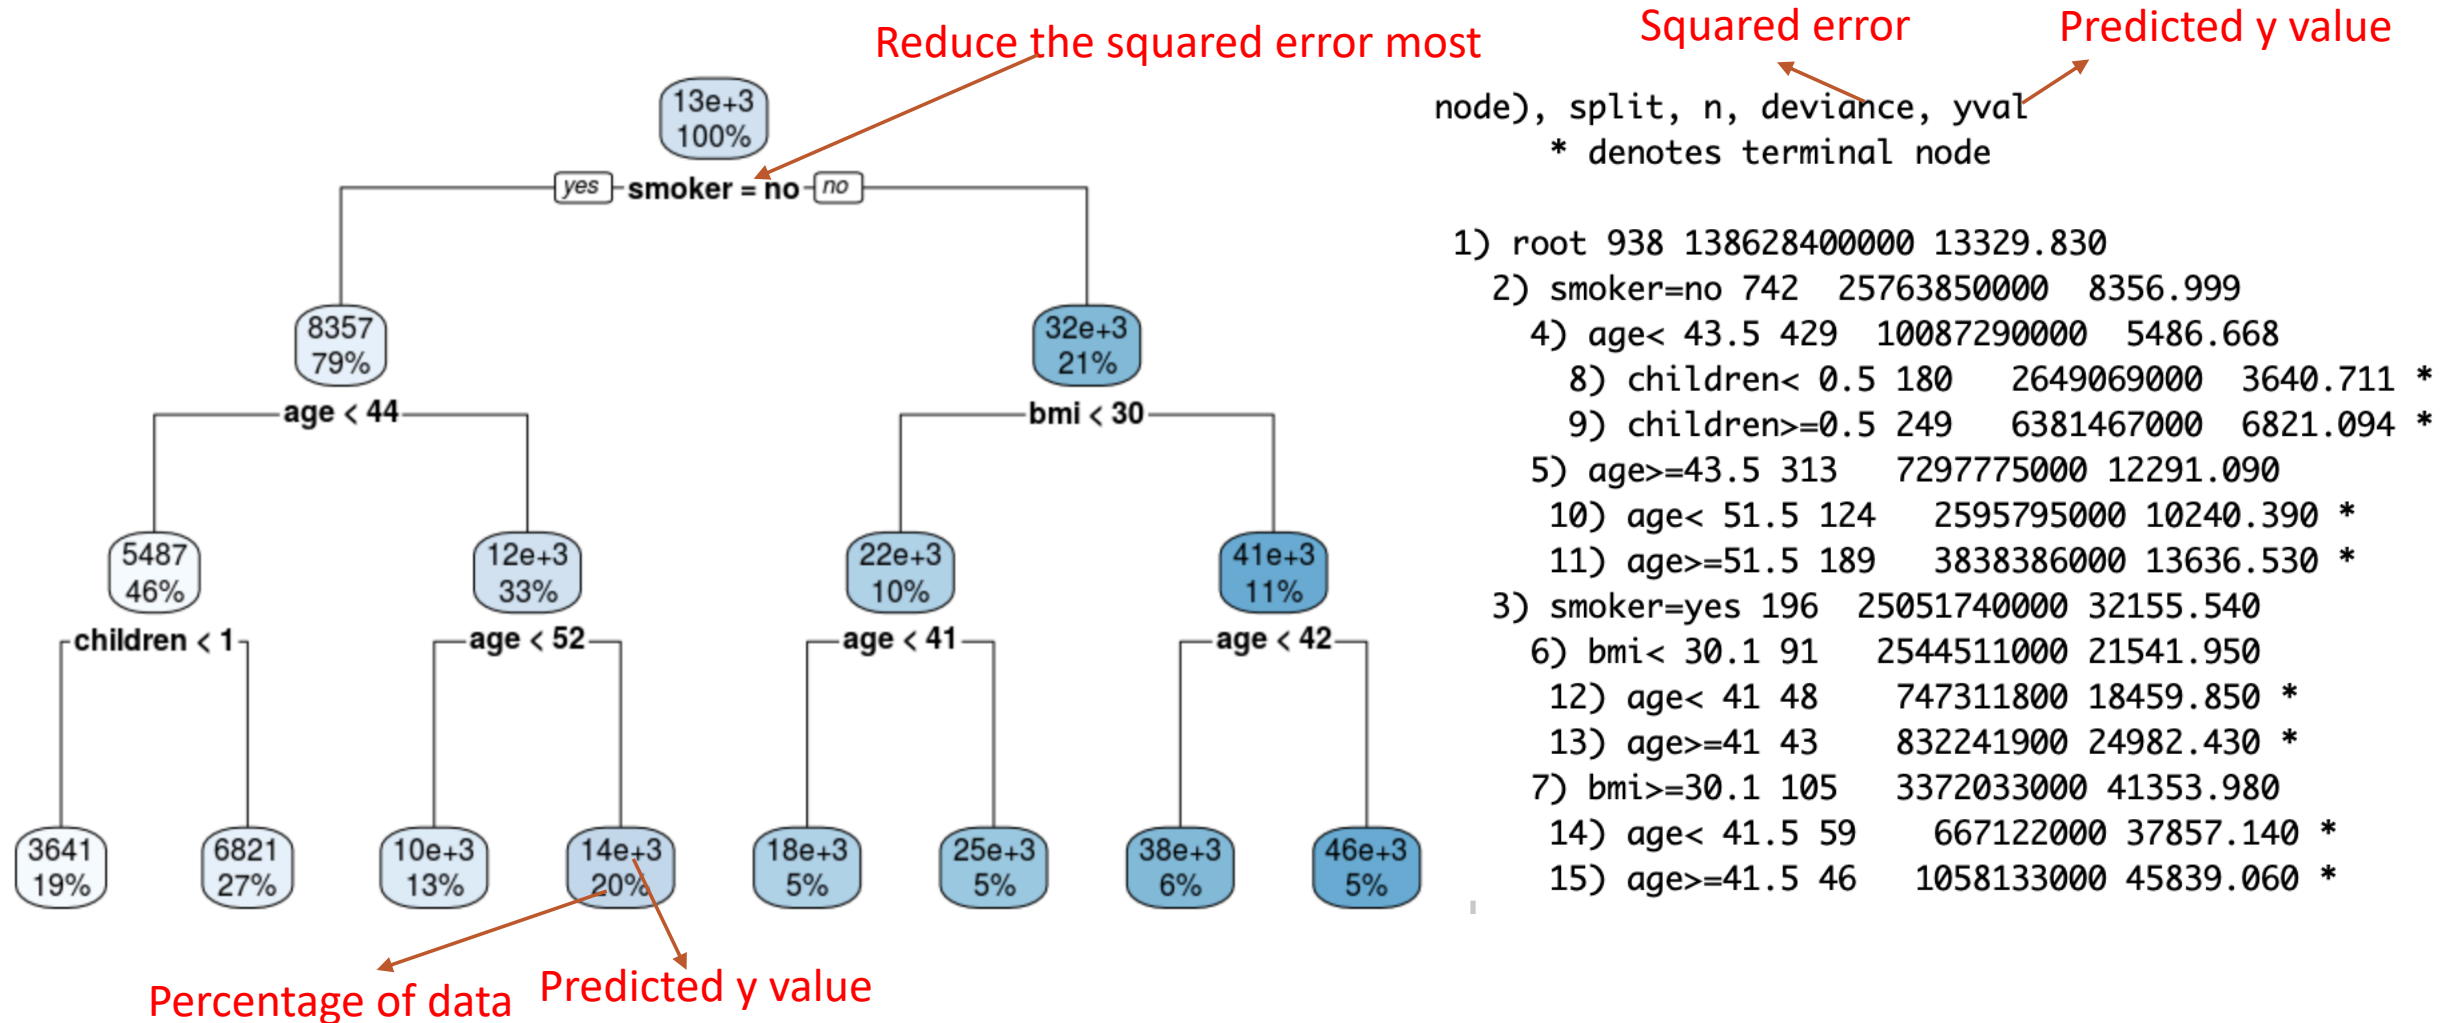 Reduce the squared error most
Squared error
Predicted y value
13e+3
100%
yes
smoker = no
no
8357
79%
32e+3
21%
age < 44
bmi < 30
5487
46%
12e+3
33%
22e+3
10%
41e+3
11%
children < 1
age < 52
age < 41
age < 42
3641
19%
6821
27%
10e+3
13%
14e+3
20%
18e+3
5%
25e+3
5%
38e+3
6%
46e+3
5%
Percentage of data
Predicted y value
node), split, n, deviance, yval
* denotes terminal node
1) root 938 138628400000 13329.830
2) smoker=no 742 25763850000 8356.999
4) age< 43.5 429 10087290000 5486.668
8) children< 0.5 180 2649069000 3640.711 *
9) children>=0.5 249 6381467000 6821.094 *
5) age>=43.5 313 7297775000 12291.090
10) age< 51.5 124 2595795000 10240.390 *
11) age>=51.5 189 3838386000 13636.530 *
3) smoker=yes 196 25051740000 32155.540
6) bmi< 30.1 91 2544511000 21541.950
12) age< 41 48 747311800 18459.850 *
13) age>=41 43 832241900 24982.430 *
7) bmi>=30.1 105 3372033000 41353.980
14) age< 41.5 59 667122000 37857.140 *
15) age>=41.5 46 1058133000 45839.060 *